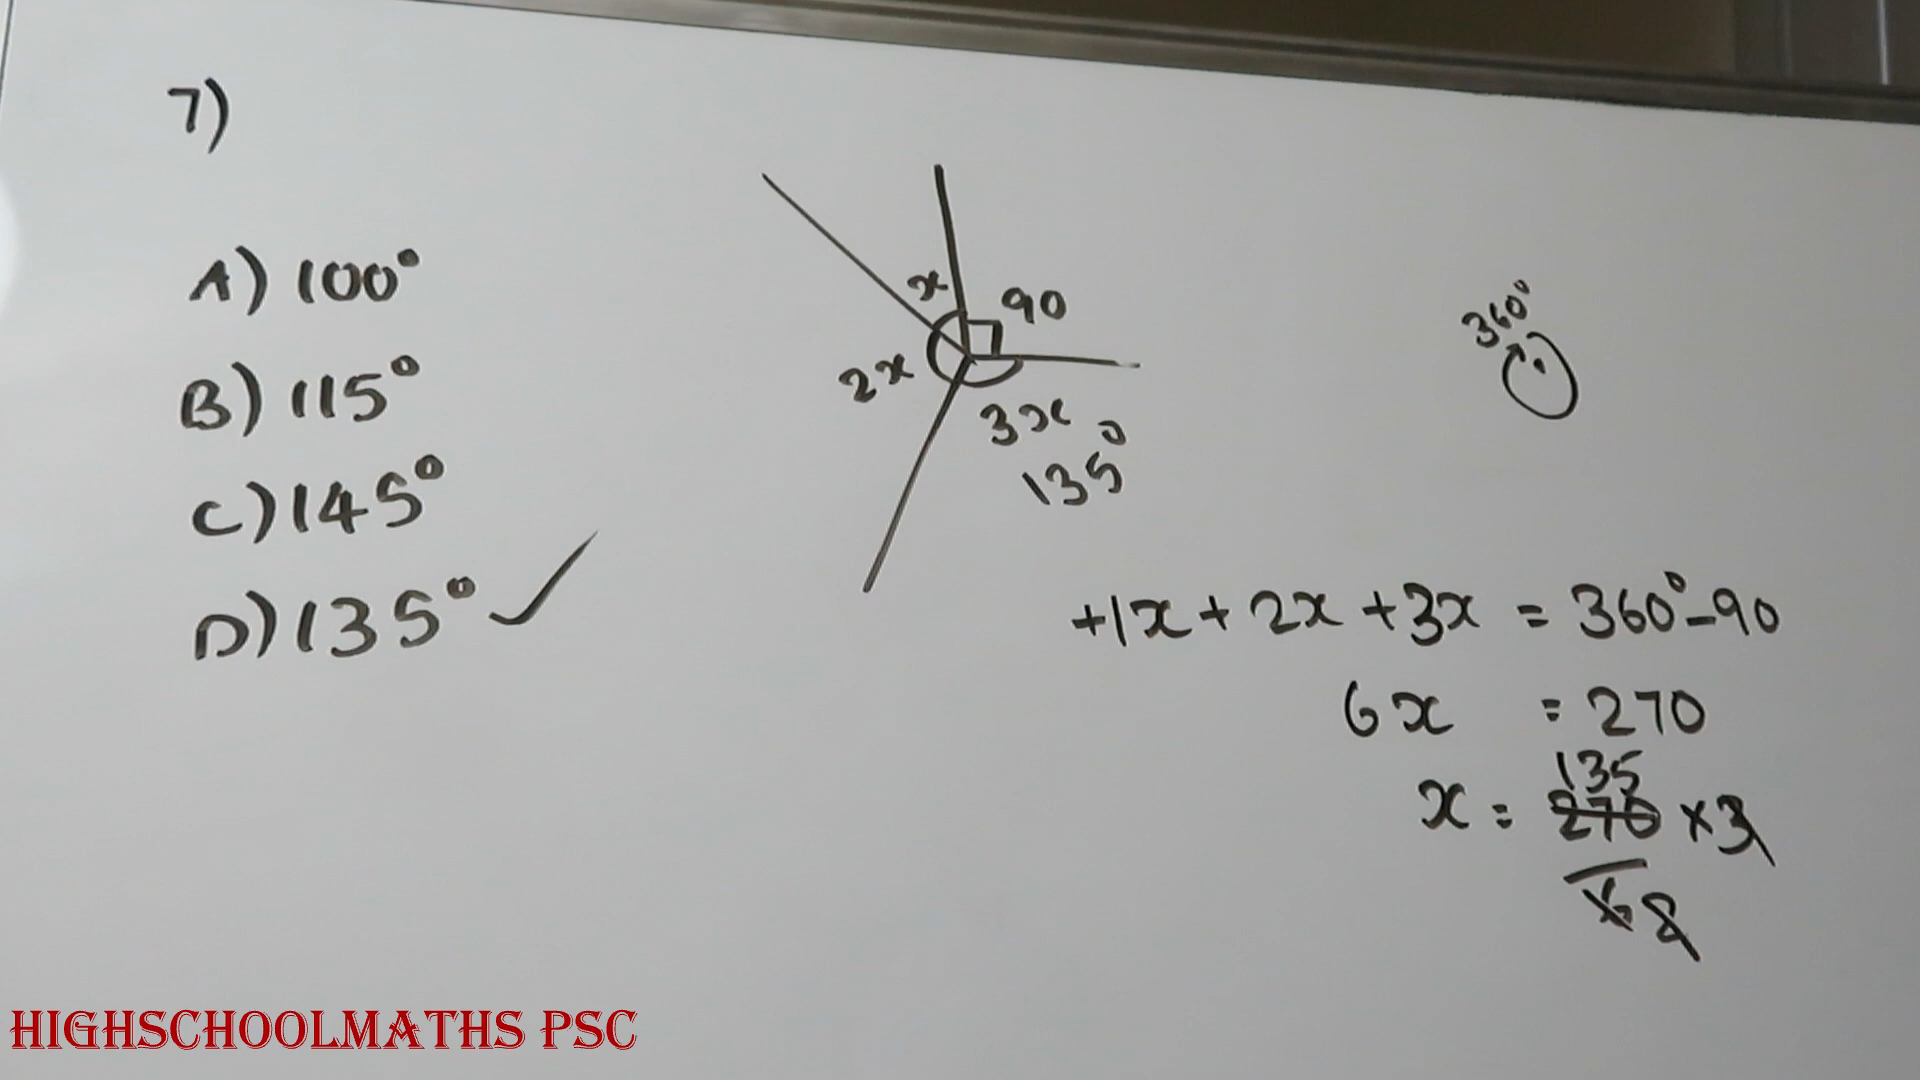 7)
A) 100°
B) 115°
C) 145°
D) 135° ✓
x
90
2x
3x
135°
360°
+1x + 2x + 3x = 360° - 90
6x = 270
135
x = 270 × 3
6 2
HIGHSCHOOLMATHS PSC